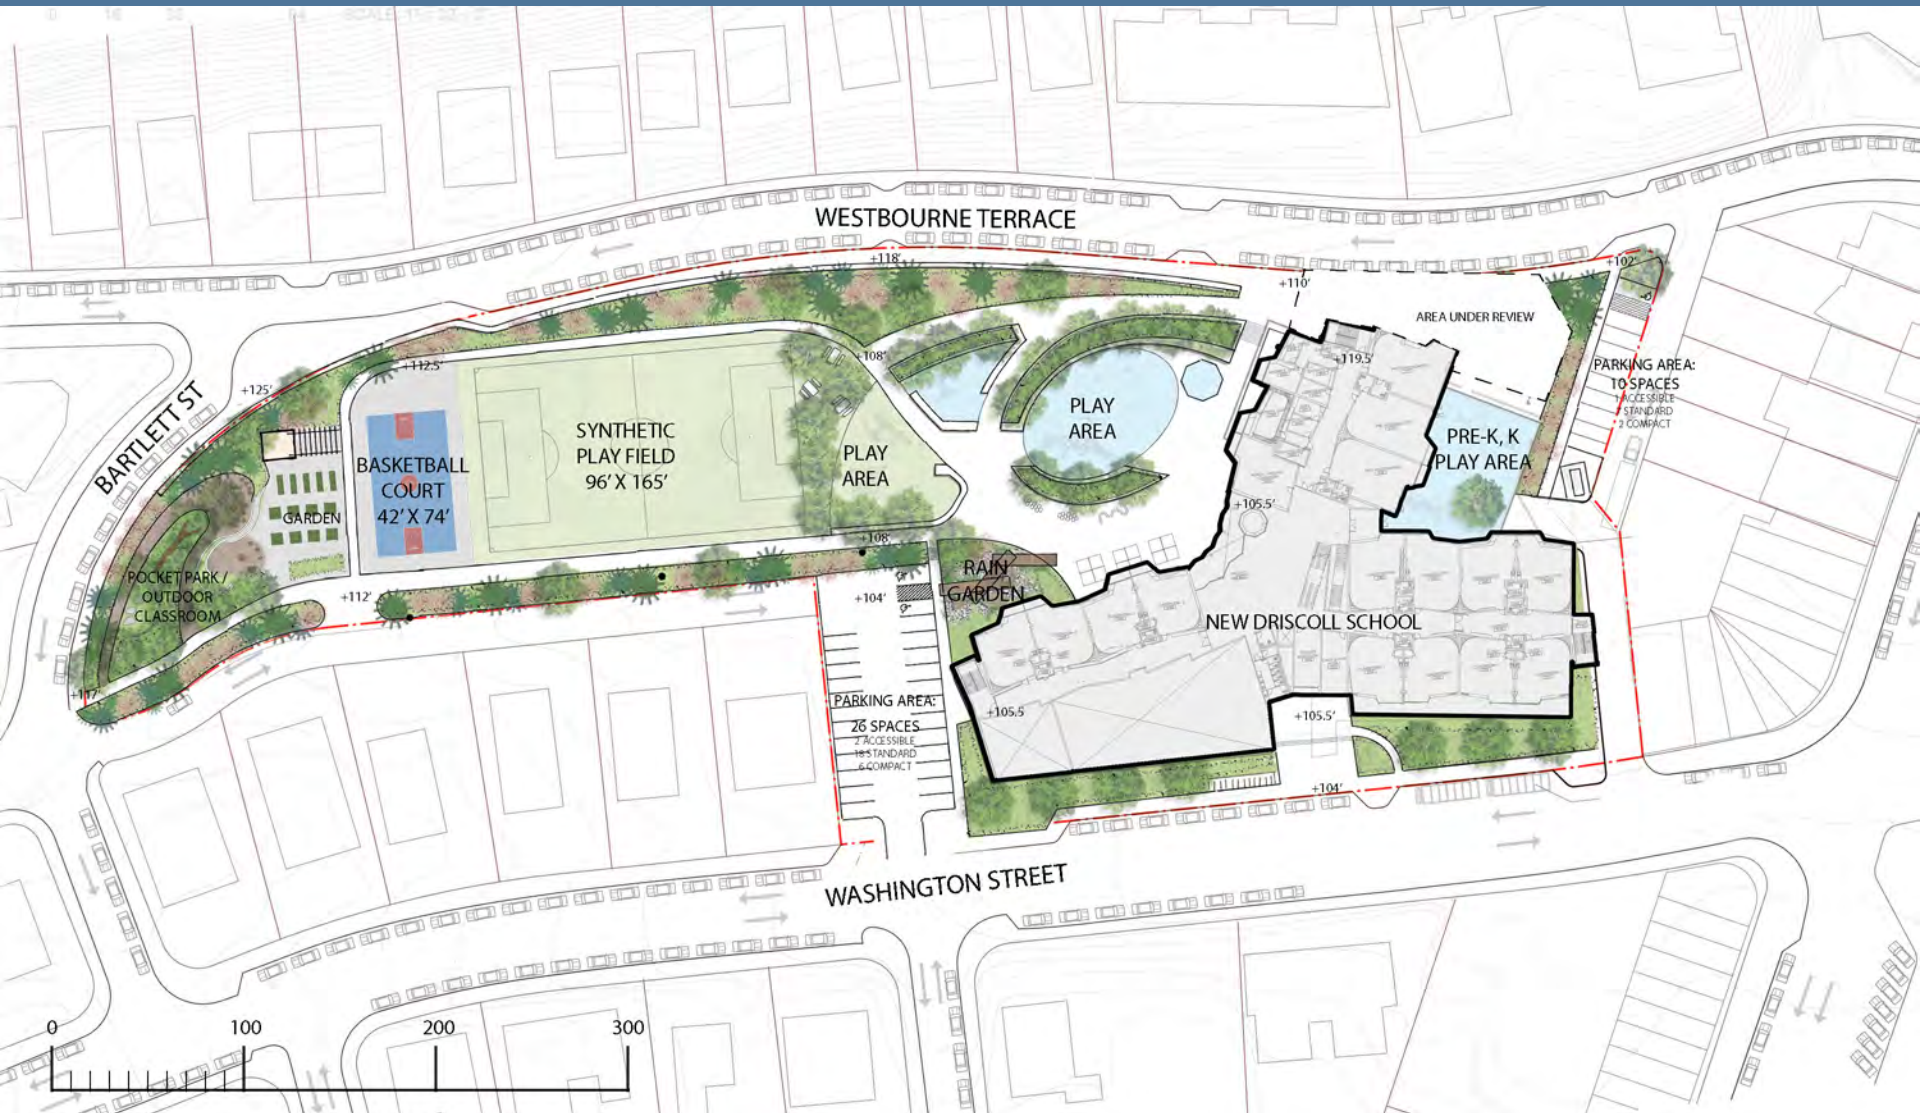 WESTBOURNE TERRACE
+118'
+102'
+110'
AREA UNDER REVIEW
+108'
+119.5'
+112.5'
+125'
PARKING AREA:
10 SPACES
1 ACCESSIBLE
7 STANDARD
2 COMPACT
BARTLETT ST
PLAY
AREA
SYNTHETIC
PLAY FIELD
96' X 165'
PLAY
AREA
PRE-K, K
PLAY AREA
BASKETBALL
COURT
42' X 74'
GARDEN
+105.5'
+108'
RAIN
GARDEN
POCKET PARK /
OUTDOOR
CLASSROOM
+112'
+104'
9'
NEW DRISCOLL SCHOOL
+117'
PARKING AREA:
26 SPACES
2 ACCESSIBLE
18 STANDARD
6 COMPACT
+105.5
+105.5'
+104'
WASHINGTON STREET
0 100 200 300